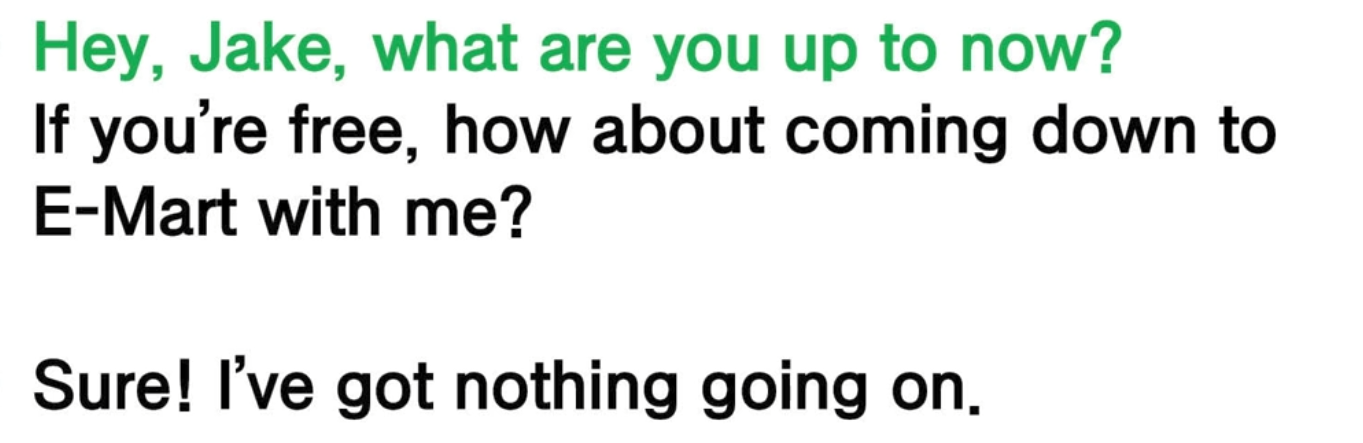 Hey, Jake, what are you up to now?
If you're free, how about coming down to
E-Mart with me?
Sure! I've got nothing going on.